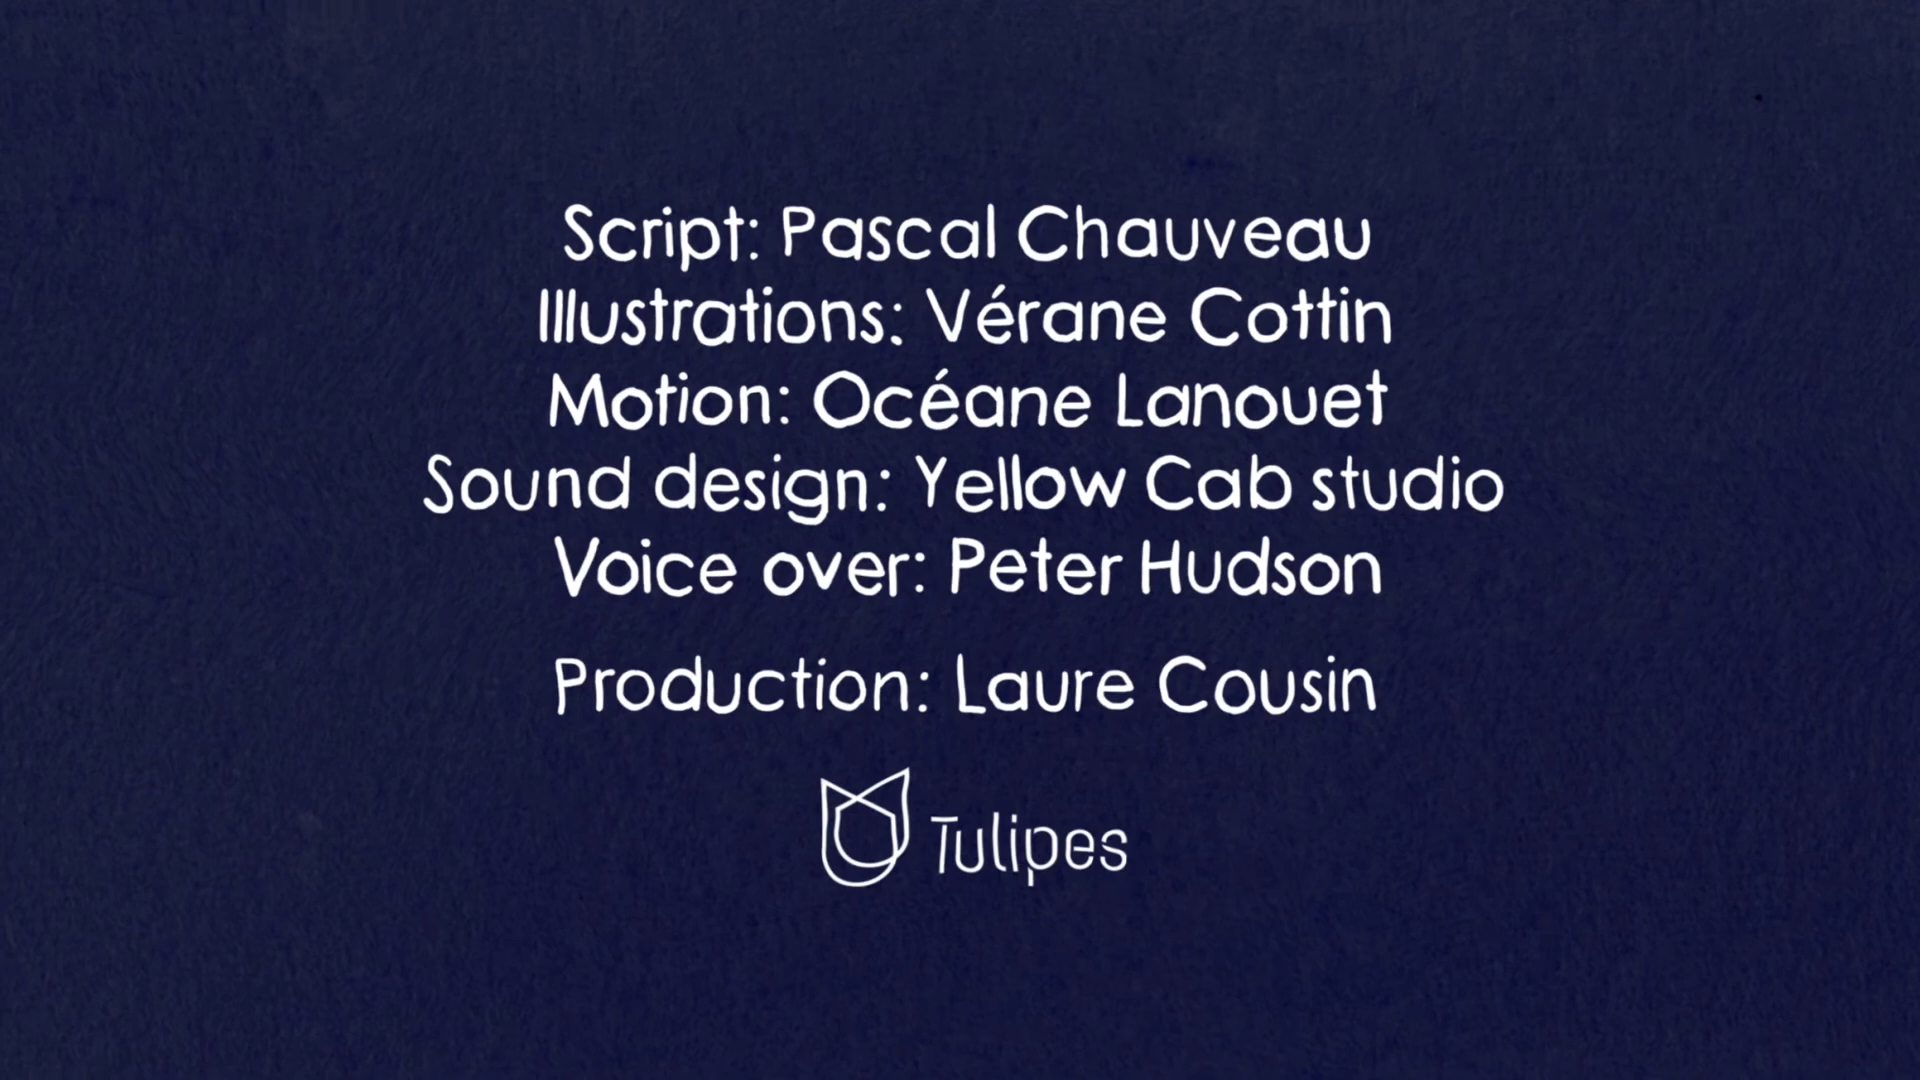 Script: Pascal Chauveau
Illustrations: Vérane Cottin
Motion: Océane Lanouet
Sound design: Yellow Cab studio
Voice over: Peter Hudson
Production: Laure Cousin
Tulipes